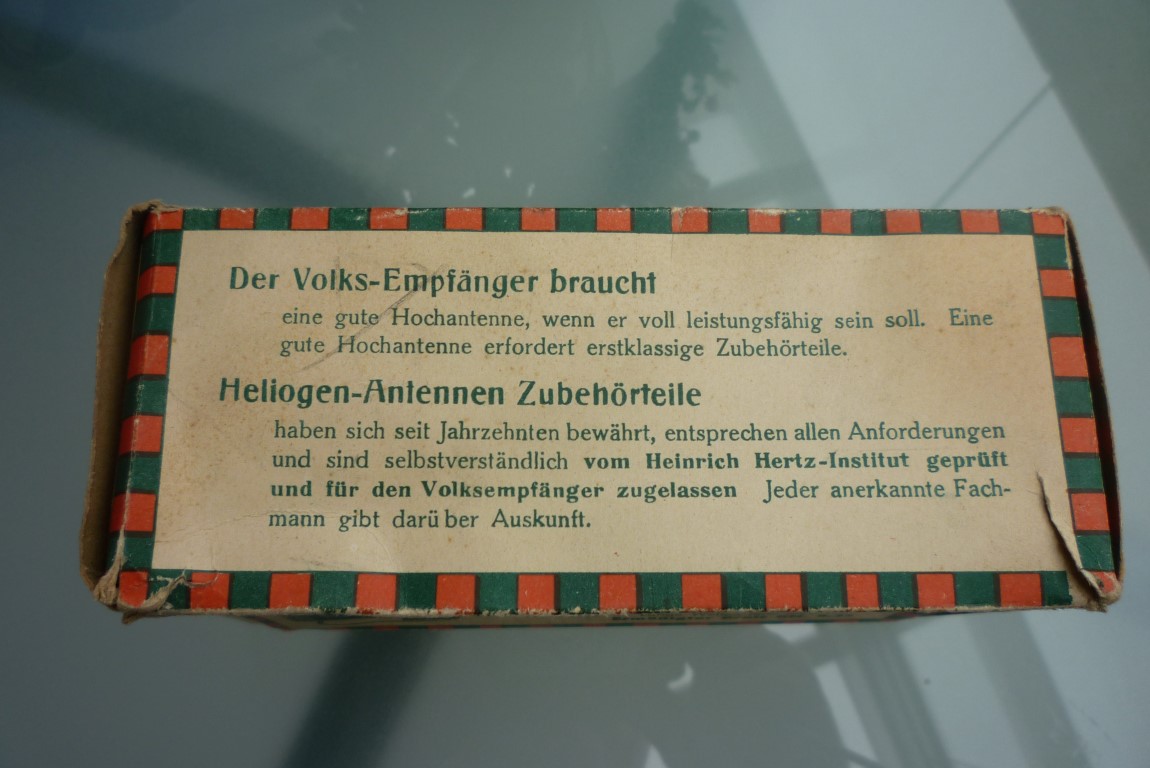 Der Volks-Empfänger braucht
eine gute Hochantenne, wenn er voll leistungsfähig sein soll. Eine
gute Hochantenne erfordert erstklassige Zubehörteile.
Heliogen-Antennen Zubehörteile
haben sich seit Jahrzehnten bewährt, entsprechen allen Anforderungen
und sind selbstverständlich vom Heinrich Hertz-Institut geprüft
und für den Volksempfänger zugelassen Jeder anerkannte Fach-
mann gibt darüber Auskunft.